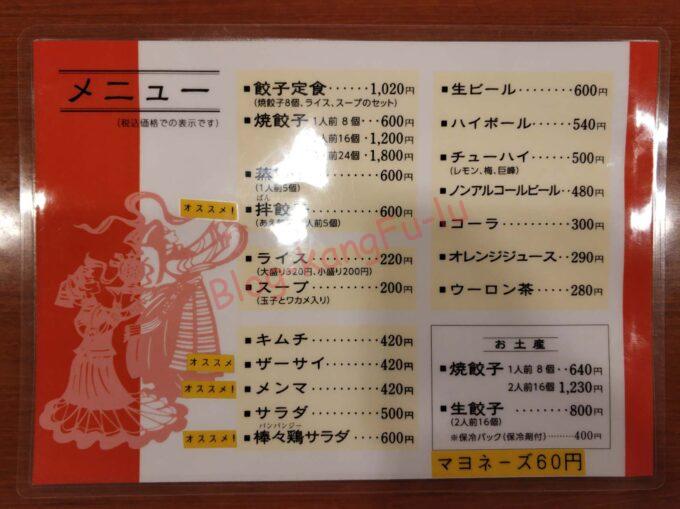 メニュー
(税込価格での表示です)
■餃子定食······1,020円
(焼餃子8個、ライス、スープのセット)
■焼餃子 1人前 8個···600円
人前16個·1,200円
前24個·1,800円
■蒸 ····600円
(1人前5個)
オススメ!
ばん
■拌餃 ····600円
(あえ 人前5個)
■ライス········220円
(大盛り320円、小盛り200円)
■スープ········200円
(玉子とワカメ入り)
■キムチ········420円
オススメ
■ザーサイ······420円
オススメ!
■メンマ········420円
■サラダ········500円
オススメ!
バンバンジー
■棒々鶏サラダ····600円
■生ビール·······600円
■ハイボール·····540円
■チューハイ·····500円
(レモン、梅、巨峰)
■ノンアルコールビール··480円
■コーラ········300円
■オレンジジュース···290円
■ウーロン茶·····280円
お土産
■焼餃子 1人前 8個··640円
2人前16個 1,230円
■生餃子·······800円
(2人前16個)
※保冷パック(保冷剤付)········400円
マヨネーズ60円
Blog KangFu-lu